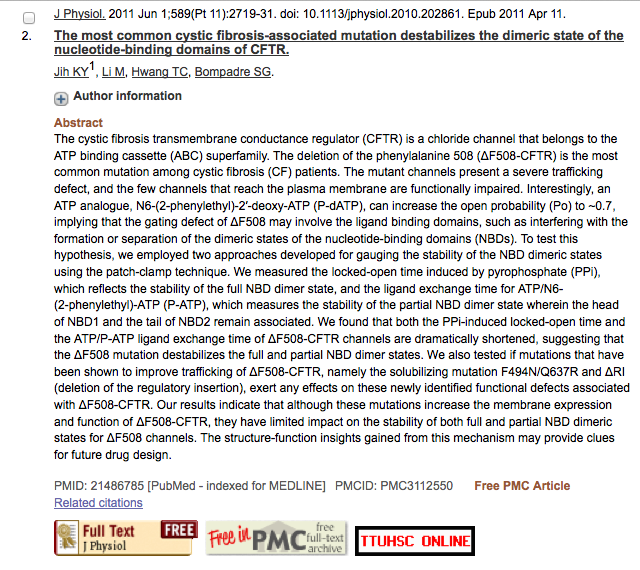 J Physiol. 2011 Jun 1;589(Pt 11):2719-31. doi: 10.1113/jphysiol.2010.202861. Epub 2011 Apr 11.
2. The most common cystic fibrosis-associated mutation destabilizes the dimeric state of the
nucleotide-binding domains of CFTR.
Jih KY1, Li M, Hwang TC, Bompadre SG.
Author information
Abstract
The cystic fibrosis transmembrane conductance regulator (CFTR) is a chloride channel that belongs to the
ATP binding cassette (ABC) superfamily. The deletion of the phenylalanine 508 (ΔF508-CFTR) is the most
common mutation among cystic fibrosis (CF) patients. The mutant channels present a severe trafficking
defect, and the few channels that reach the plasma membrane are functionally impaired. Interestingly, an
ATP analogue, N6-(2-phenylethyl)-2'-deoxy-ATP (P-dATP), can increase the open probability (Po) to ~0.7,
implying that the gating defect of ΔF508 may involve the ligand binding domains, such as interfering with the
formation or separation of the dimeric states of the nucleotide-binding domains (NBDs). To test this
hypothesis, we employed two approaches developed for gauging the stability of the NBD dimeric states
using the patch-clamp technique. We measured the locked-open time induced by pyrophosphate (PPi),
which reflects the stability of the full NBD dimer state, and the ligand exchange time for ATP/N6-
(2-phenylethyl)-ATP (P-ATP), which measures the stability of the partial NBD dimer state wherein the head
of NBD1 and the tail of NBD2 remain associated. We found that both the PPi-induced locked-open time and
the ATP/P-ATP ligand exchange time of ΔF508-CFTR channels are dramatically shortened, suggesting that
the ΔF508 mutation destabilizes the full and partial NBD dimer states. We also tested if mutations that have
been shown to improve trafficking of ΔF508-CFTR, namely the solubilizing mutation F494N/Q637R and ΔRI
(deletion of the regulatory insertion), exert any effects on these newly identified functional defects associated
with ΔF508-CFTR. Our results indicate that although these mutations increase the membrane expression
and function of ΔF508-CFTR, they have limited impact on the stability of both full and partial NBD dimeric
states for ΔF508 channels. The structure-function insights gained from this mechanism may provide clues
for future drug design.
PMID: 21486785 [PubMed - indexed for MEDLINE] PMCID: PMC3112550 Free PMC Article
Related citations
Full Text FREE
J Physiol
Free in PMC free full-text archive
TTUHSC ONLINE